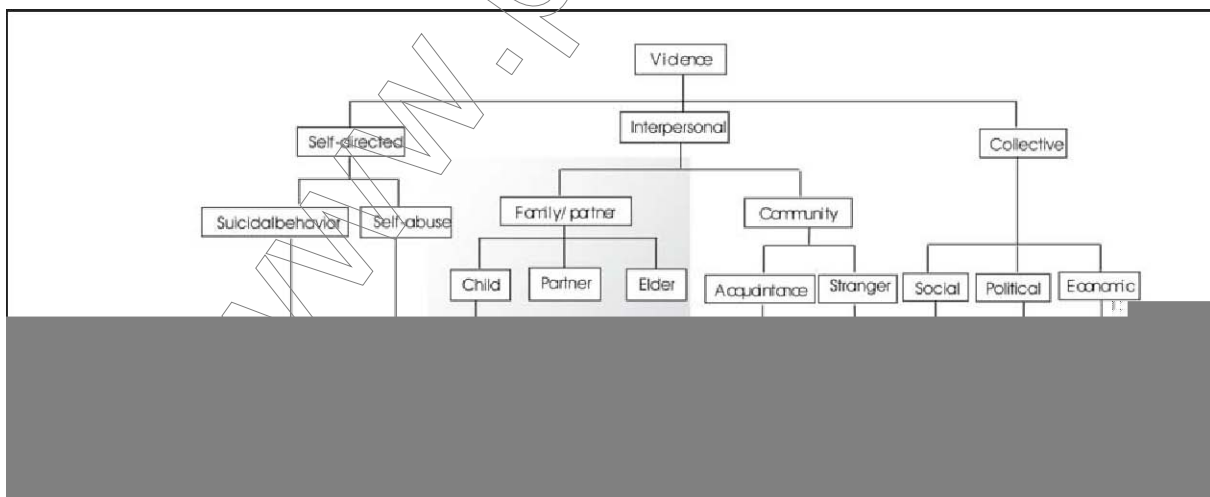 Violence
Self-directed
Interpersonal
Collective
Suicidalbehavior
Self-abuse
Family/partner
Community
Child
Partner
Elder
Acquaintance
Stranger
Social
Political
Economic
www.p